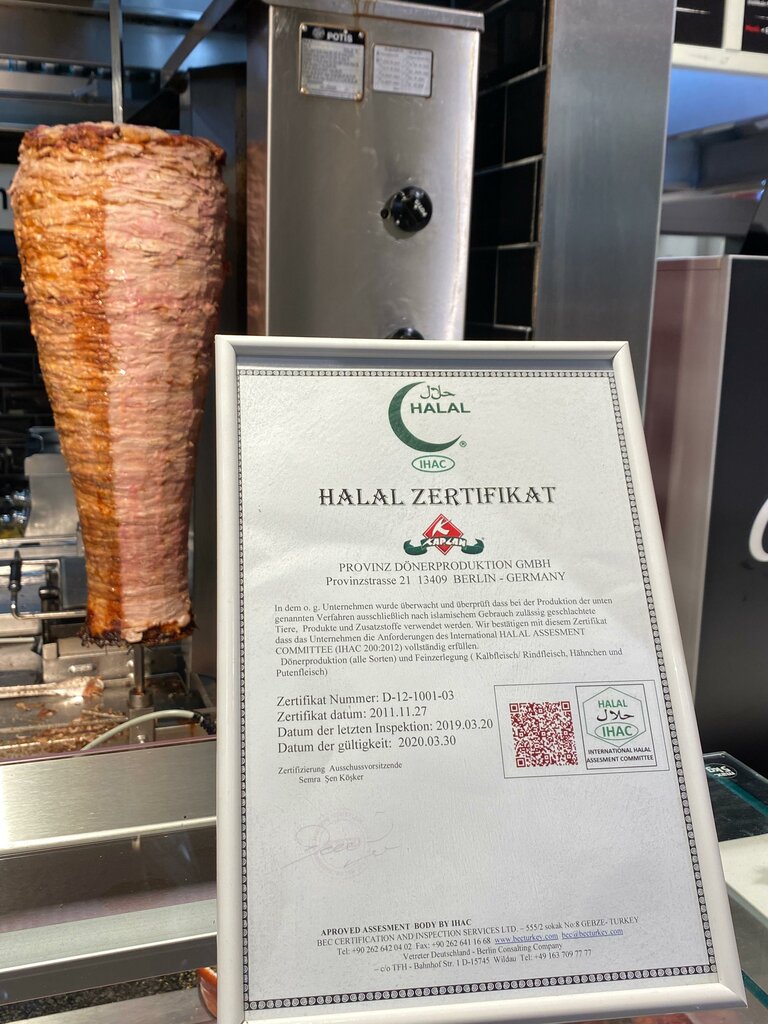 POTİS
حلال
HALAL
®
IHAC
HALAL ZERTIFIKAT
K
KAPLAN
PROVINZ DÖNERPRODUKTION GMBH
Provinzstrasse 21 13409 BERLIN - GERMANY
In dem o. g. Unternehmen wurde überwacht und überprüft dass bei der Produktion der unten
genannten Verfahren ausschließlich nach islamischem Gebrauch zulässig geschlachtete
Tiere, Produkte und Zusatzstoffe verwendet werden. Wir bestätigen mit diesem Zertifikat
dass das Unternehmen die Anforderungen des International HALAL ASSESMENT
COMMITTEE (IHAC 200:2012) vollständig erfüllen.
Dönerproduktion (alle Sorten) und Feinzerlegung ( Kalbfleisch/ Rindfleisch, Hähnchen und
Putenfleisch)
Zertifikat Nummer: D-12-1001-03
Zertifikat datum: 2011.11.27
Datum der letzten Inspektion: 2019.03.20
Datum der gültigkeit: 2020.03.30
HALAL
حلال
IHAC
INTERNATIONAL HALAL
ASSESMENT COMMITTEE
Zertifizierung Ausschussvorsitzende
Semra Şen Köşker
APROVED ASSESMENT BODY BY IHAC
BEC CERTIFICATION AND INSPECTION SERVICES LTD. – 555/2 sokak No:8 GEBZE- TURKEY
Tel: +90 262 642 04 02 Fax: +90 262 641 16 68 www.becturkey.com bec@becturkey.com
Vetreter Deutschland - Berlin Consalting Company
– c/o TFH - Bahnhof Str. 1 D-15745 Wildau Tel: +49 163 709 77 77